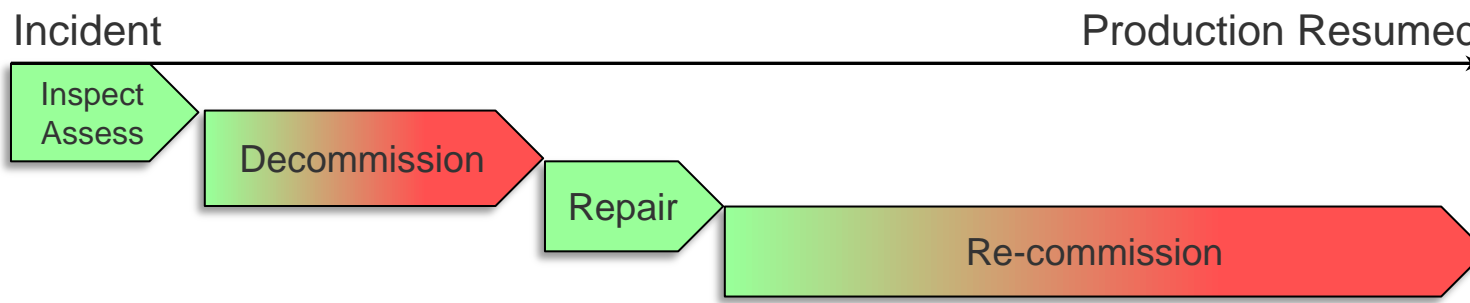 Incident
Production Resumed
Inspect
Assess
Decommission
Repair
Re-commission